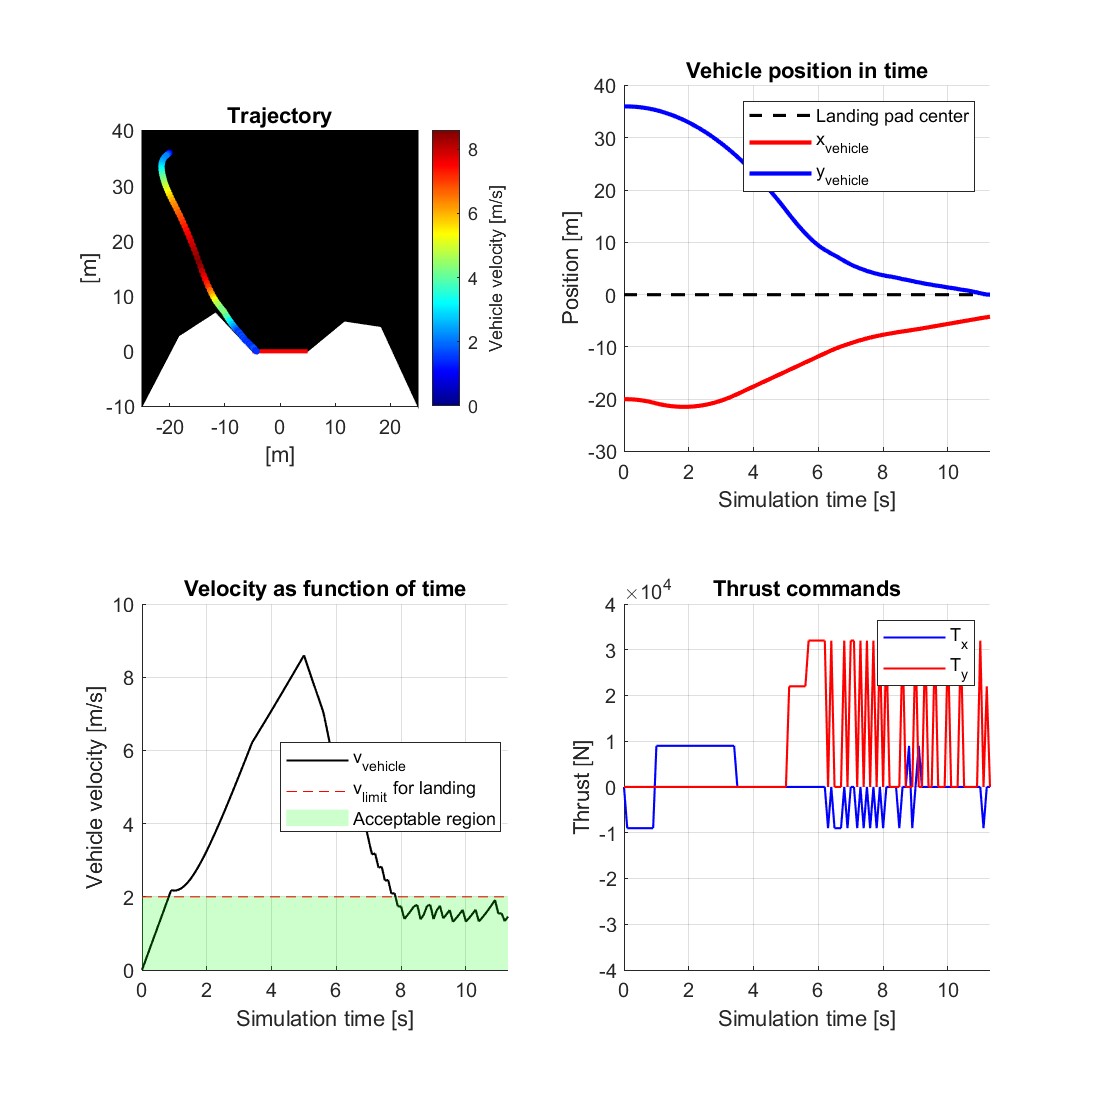 Trajectory
40
30
20
10
0
-10
-20
-10
0
10
20
[m]
[m]
8
6
4
2
0
Vehicle velocity [m/s]
Vehicle position in time
40
30
20
10
0
-10
-20
-30
0
2
4
6
8
10
Position [m]
Simulation time [s]
Landing pad center
x_vehicle
y_vehicle
Velocity as function of time
10
8
6
4
2
0
0
2
4
6
8
10
Vehicle velocity [m/s]
Simulation time [s]
v_vehicle
v_limit for landing
Acceptable region
Thrust commands
×10^4
4
3
2
1
0
-1
-2
-3
-4
0
2
4
6
8
10
Thrust [N]
Simulation time [s]
T_x
T_y